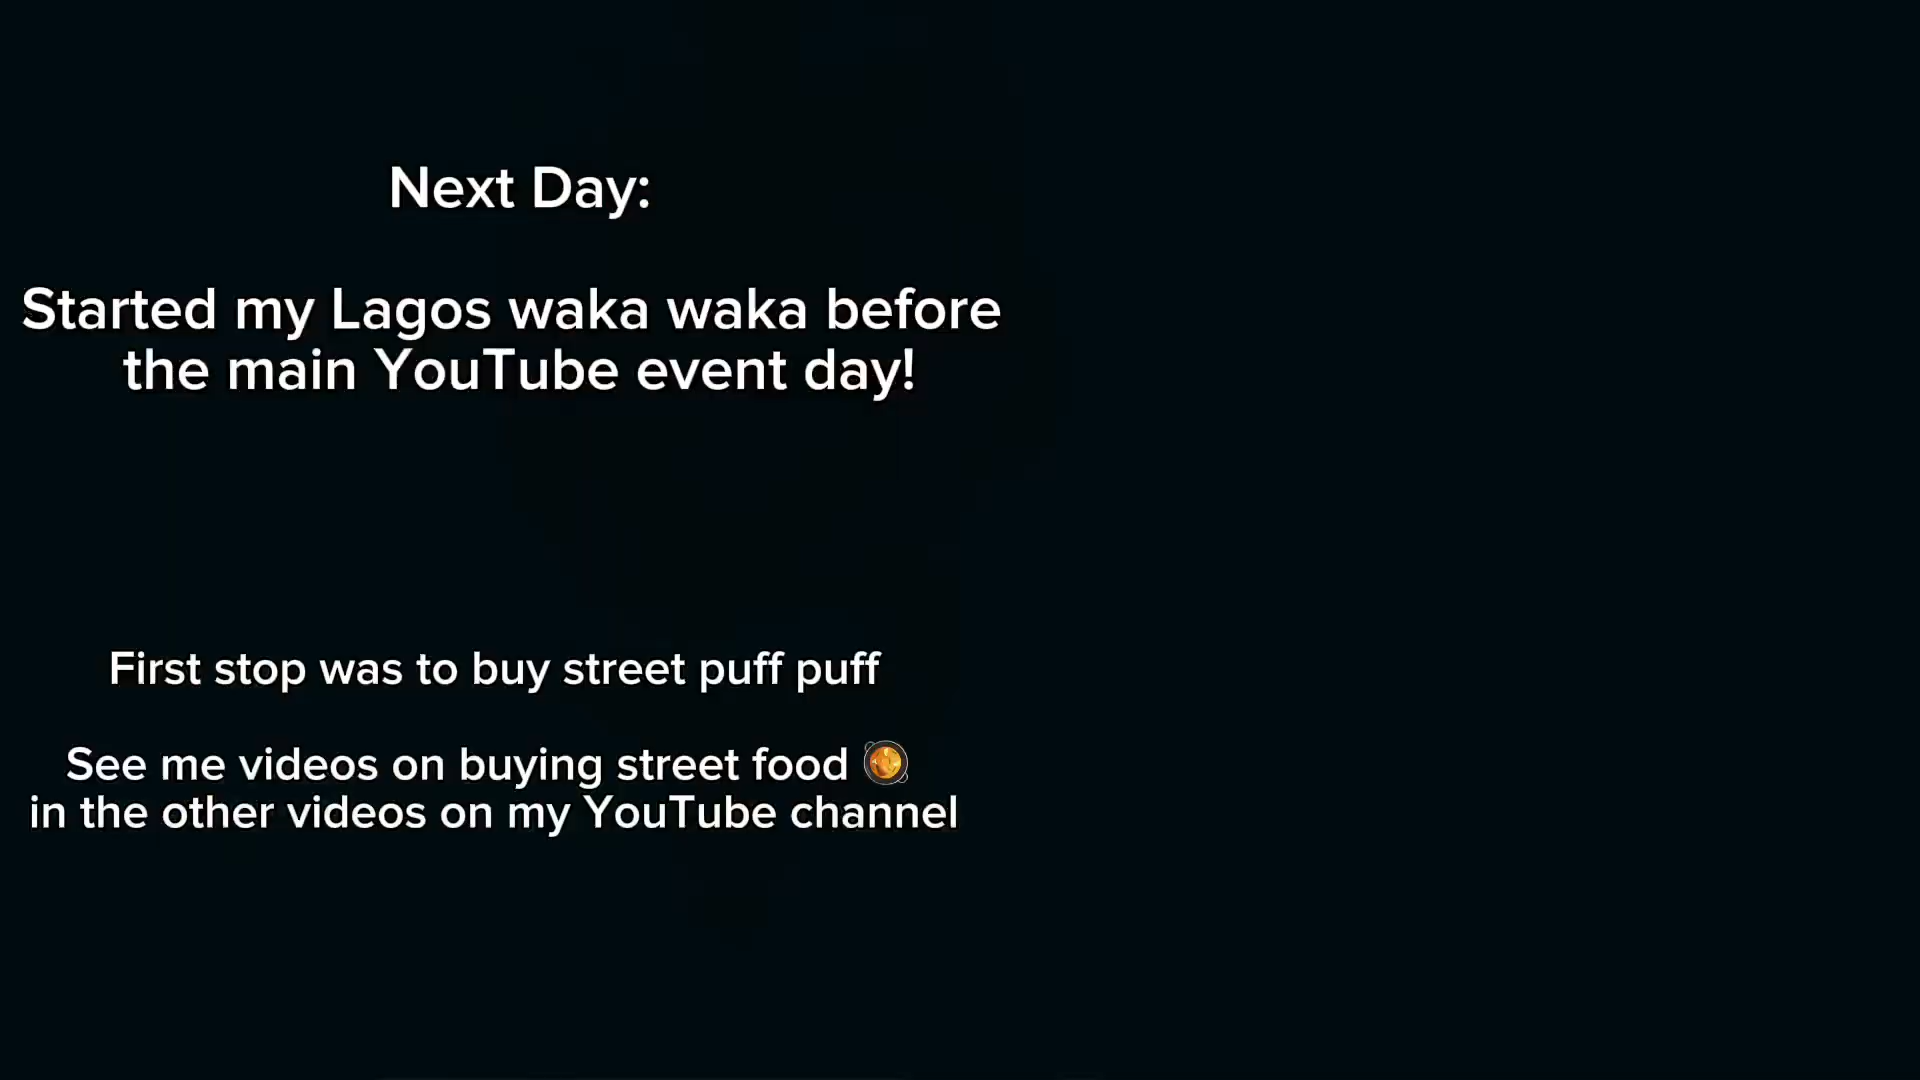 Next Day:
Started my Lagos waka waka before
the main YouTube event day!
First stop was to buy street puff puff
See me videos on buying street food 🥘
in the other videos on my YouTube channel